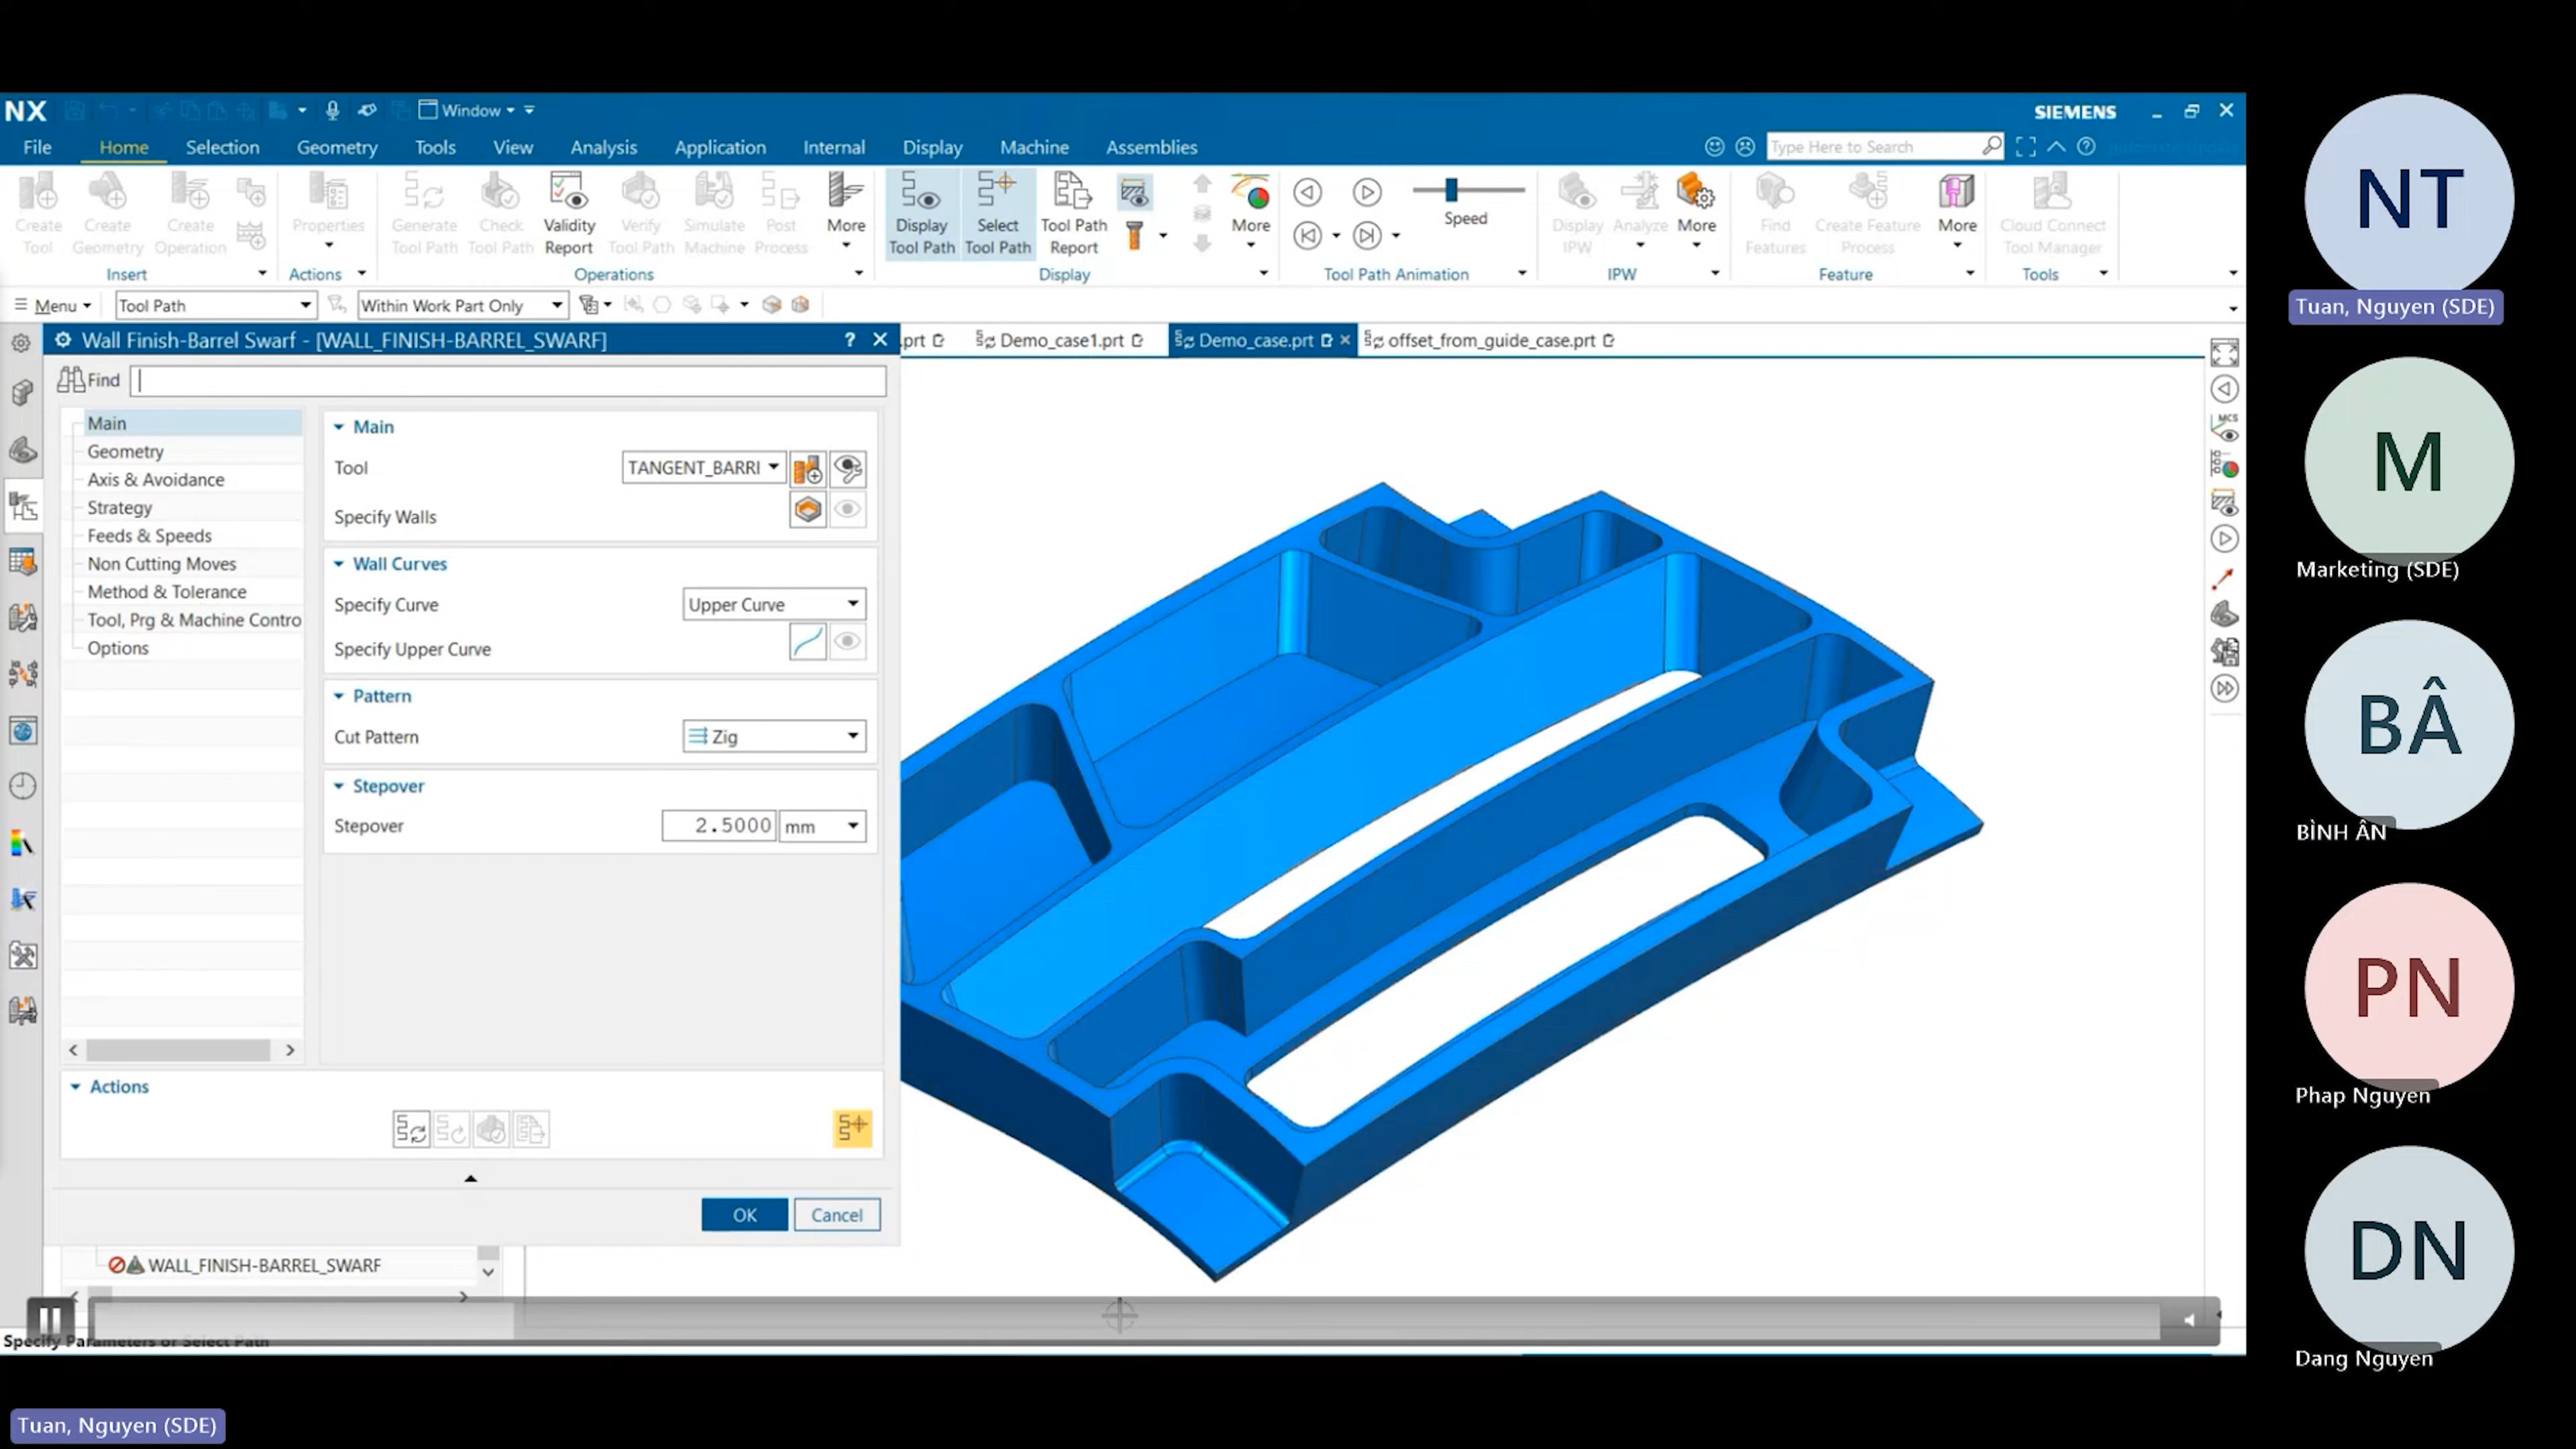 NX
Window
SIEMENS
File
Home
Selection
Geometry
Tools
View
Analysis
Application
Internal
Display
Machine
Assemblies
Type Here to Search
Create Tool
Create Geometry
Create Operation
Insert
Properties
Actions
Generate Tool Path
Check Tool Path
Validity Report
Verify Tool Path
Simulate Machine
Post Process
More
Operations
Display Tool Path
Select Tool Path
Tool Path Report
More
Display
Speed
Tool Path Animation
Display IPW
Analyze
More
IPW
Find Features
Create Feature Process
More
Feature
Cloud Connect Tool Manager
Tools
Menu
Tool Path
Within Work Part Only
Wall Finish-Barrel Swarf - [WALL_FINISH-BARREL_SWARF]
?
.prt
Demo_case1.prt
Demo_case.prt
offset_from_guide_case.prt
Find
Main
Geometry
Axis & Avoidance
Strategy
Feeds & Speeds
Non Cutting Moves
Method & Tolerance
Tool, Prg & Machine Contro
Options
Main
Tool
TANGENT_BARRI
Specify Walls
Wall Curves
Specify Curve
Upper Curve
Specify Upper Curve
Pattern
Cut Pattern
Zig
Stepover
Stepover
2.5000
mm
Actions
OK
Cancel
WALL_FINISH-BARREL_SWARF
Specify Parameters or Select Path
MCS
NT
Tuan, Nguyen (SDE)
M
Marketing (SDE)
BÂ
BÌNH ÂN
PN
Phap Nguyen
DN
Dang Nguyen
Tuan, Nguyen (SDE)